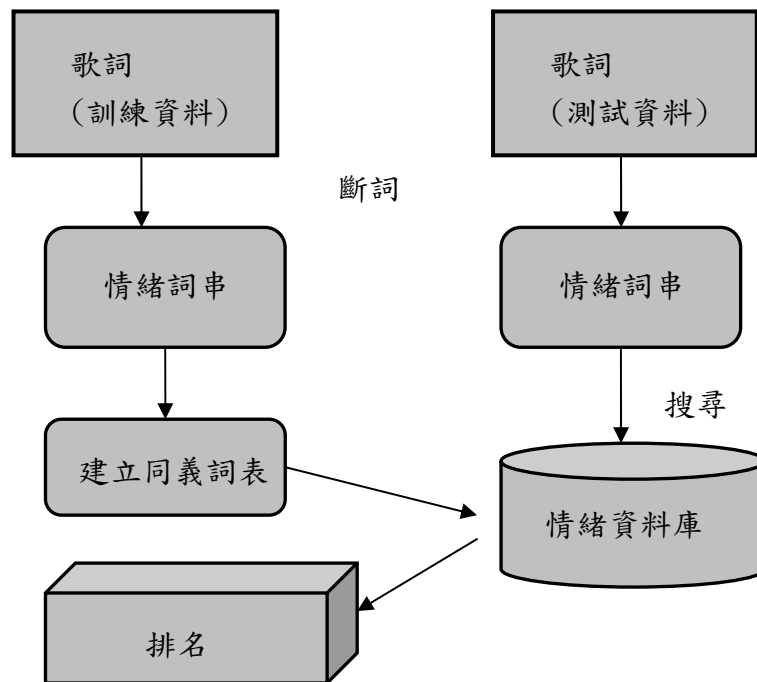 歌詞
（訓練資料）
歌詞
（測試資料）
斷詞
情緒詞串
情緒詞串
搜尋
建立同義詞表
情緒資料庫
排名